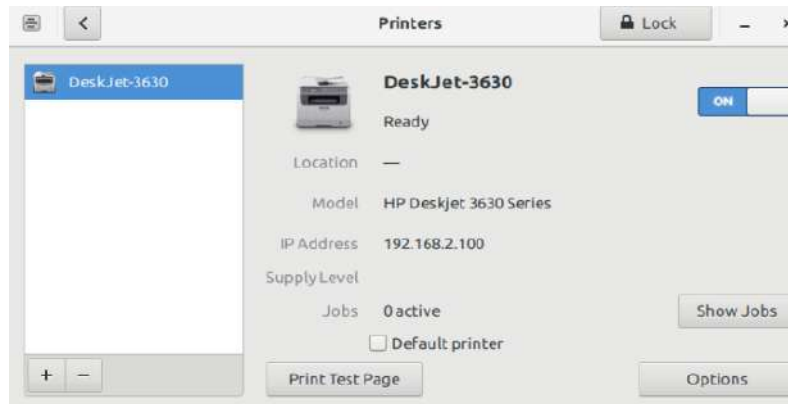 Printers
Lock
DeskJet-3630
DeskJet-3630
ON
Ready
Location —
Model HP Deskjet 3630 Series
IP Address 192.168.2.100
Supply Level
Jobs 0 active
Show Jobs
Default printer
+ −
Print Test Page
Options